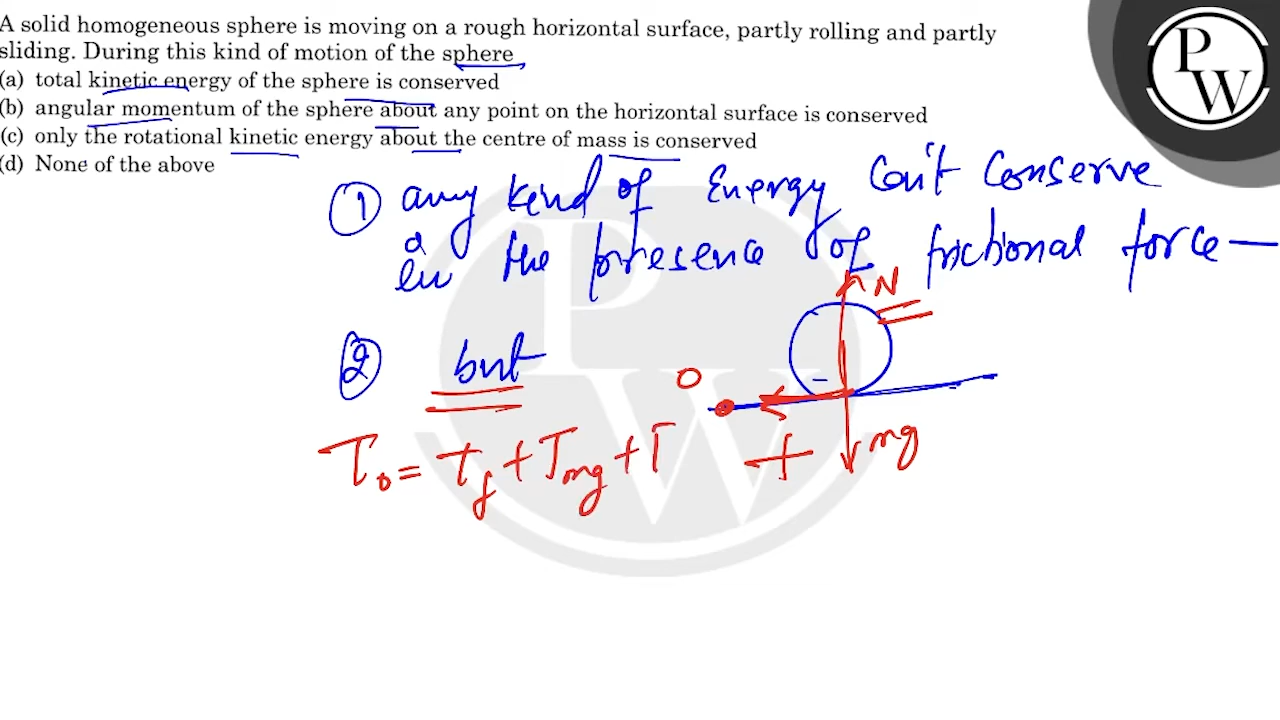 A solid homogeneous sphere is moving on a rough horizontal surface, partly rolling and partly
sliding. During this kind of motion of the sphere
(a) total kinetic energy of the sphere is conserved
(b) angular momentum of the sphere about any point on the horizontal surface is conserved
(c) only the rotational kinetic energy about the centre of mass is conserved
(d) None of the above
P
W
① any kind of Energy Con't Conserve
in the presence of frictional force —
N
② but
O
τ₀ = τf + τmg + τ
f
mg